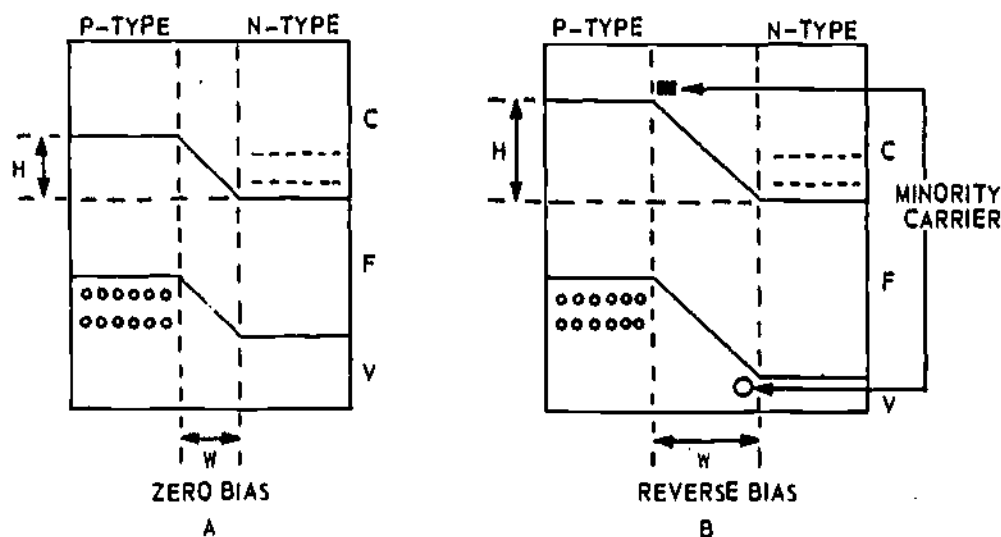 P-TYPE N-TYPE
C
H
F
V
W
ZERO BIAS
A
P-TYPE N-TYPE
H
C
MINORITY
CARRIER
F
V
W
REVERSE BIAS
B